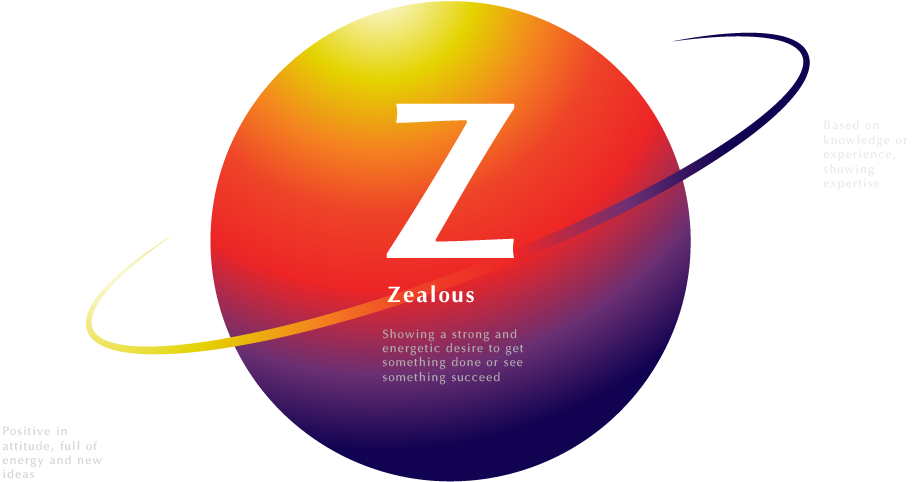 Z
Based on
knowledge or
experience,
showing
expertise
Zealous
Showing a strong and
energetic desire to get
something done or see
something succeed
Positive in
attitude, full of
energy and new
ideas